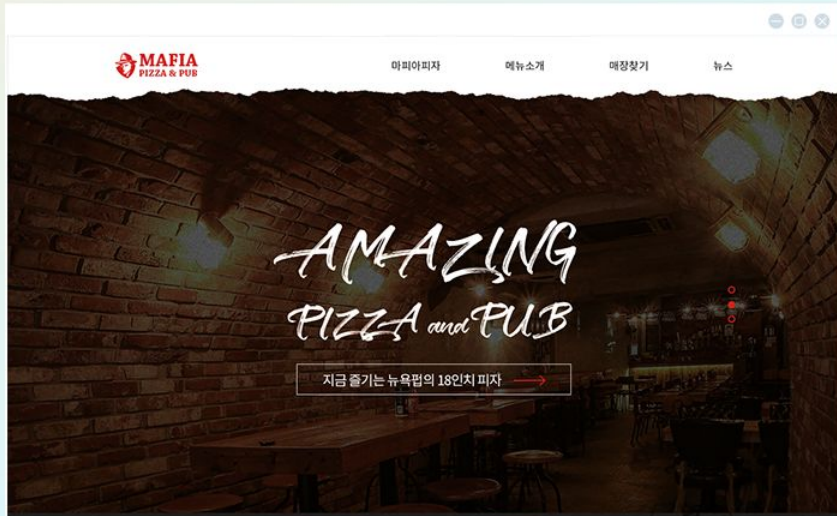 MAFIA
PIZZA & PUB
마피아피자 메뉴소개 매장찾기 뉴스
AMAZING
PIZZA and PUB
지금 즐기는 뉴욕펍의 18인치 피자